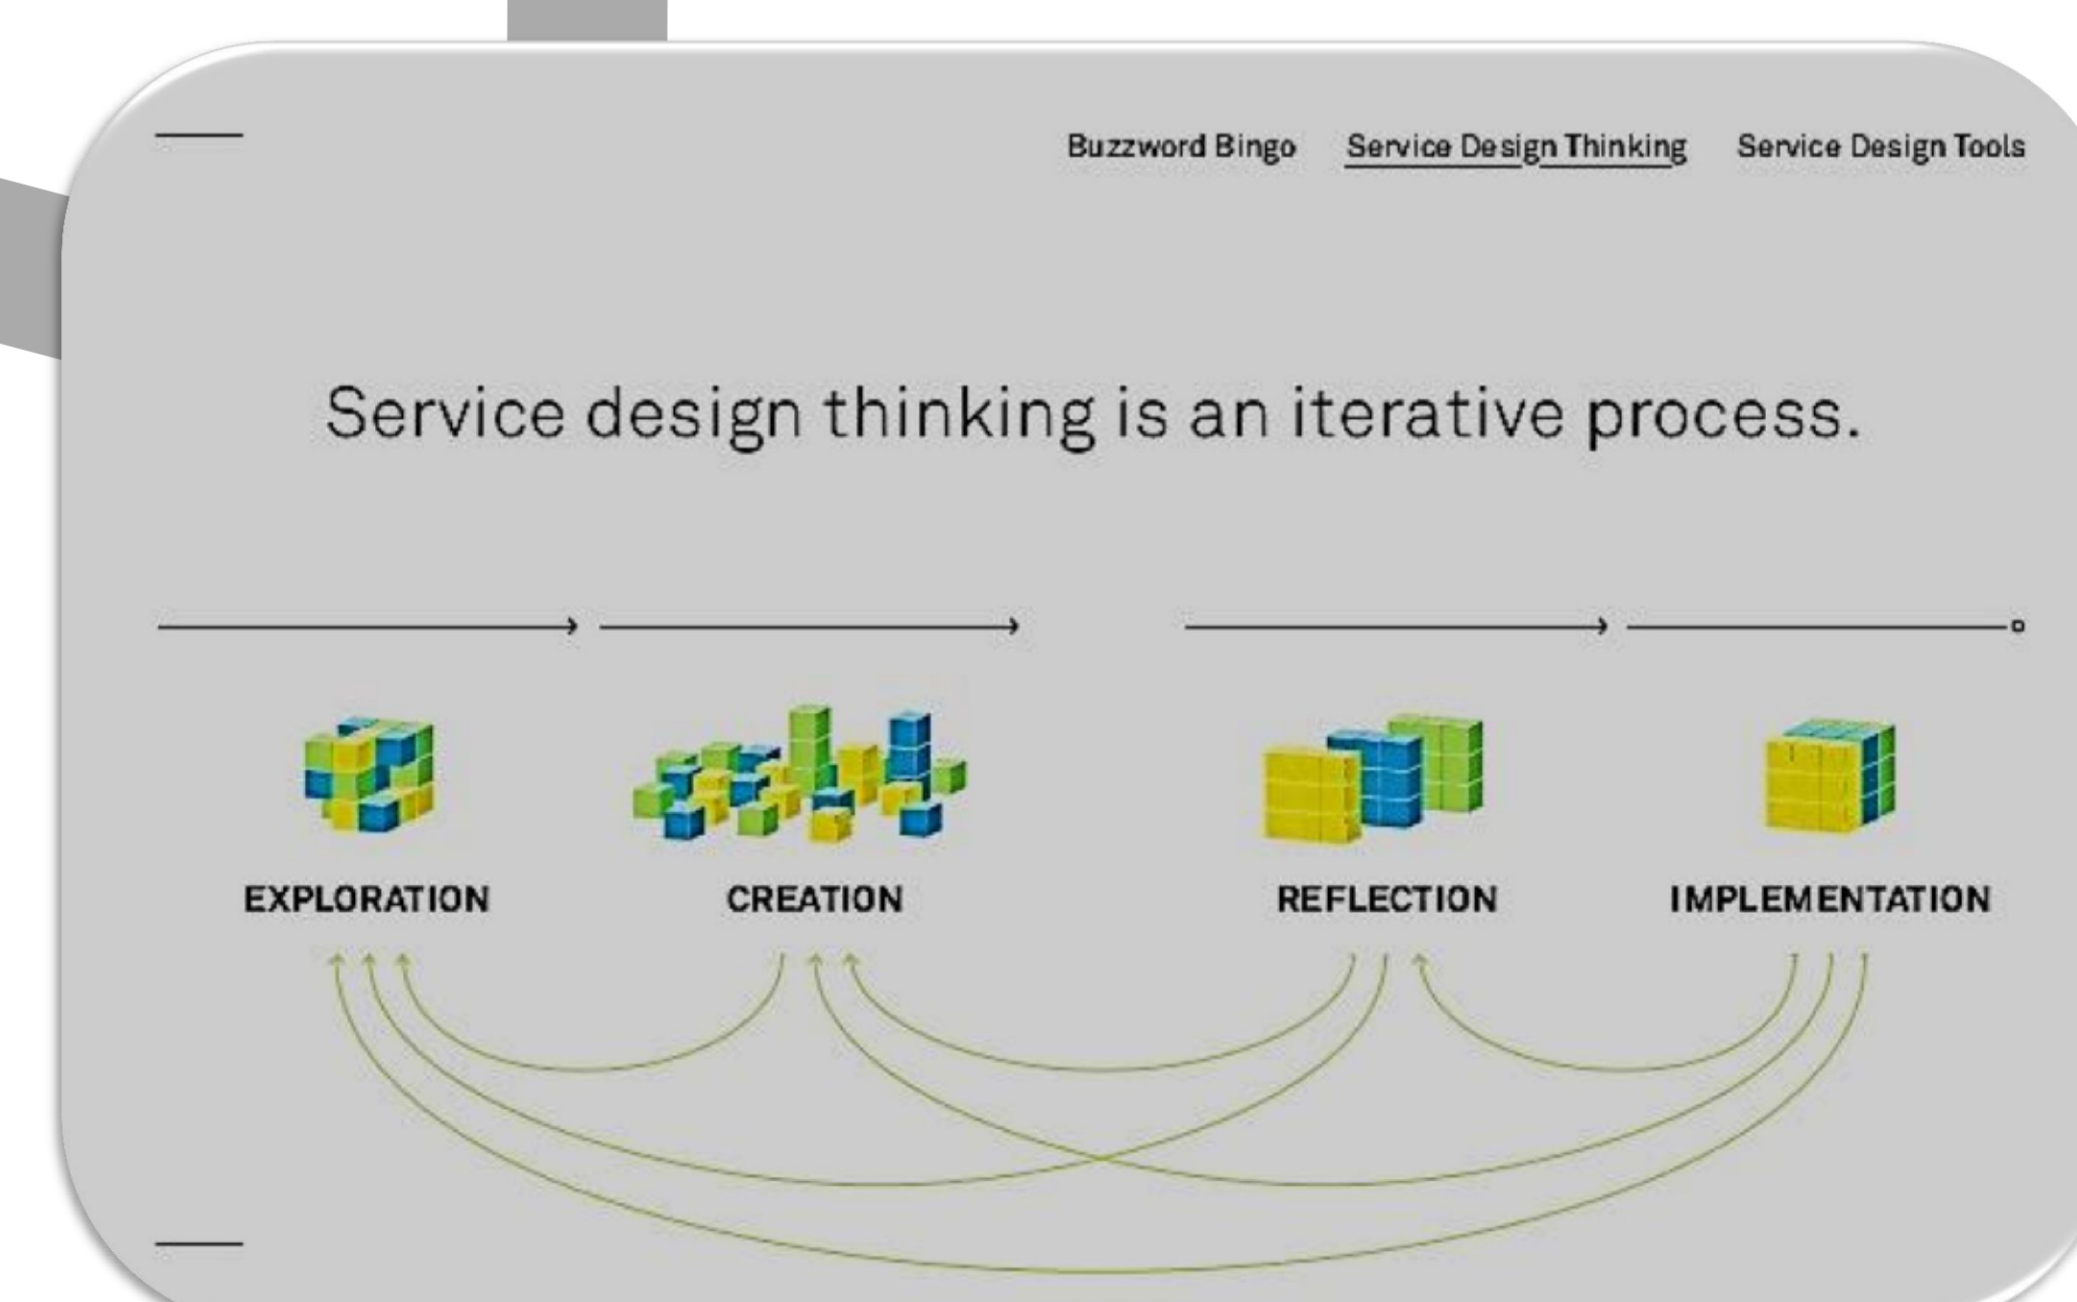 Buzzword Bingo Service Design Thinking Service Design Tools
Service design thinking is an iterative process.
EXPLORATION CREATION REFLECTION IMPLEMENTATION